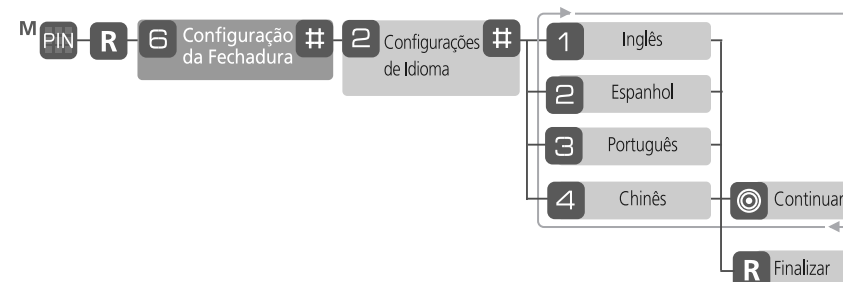 M PIN R 6 Configuração da Fechadura # 2 Configurações de Idioma #
1 Inglês
2 Espanhol
3 Português
4 Chinês
Continuar
R Finalizar